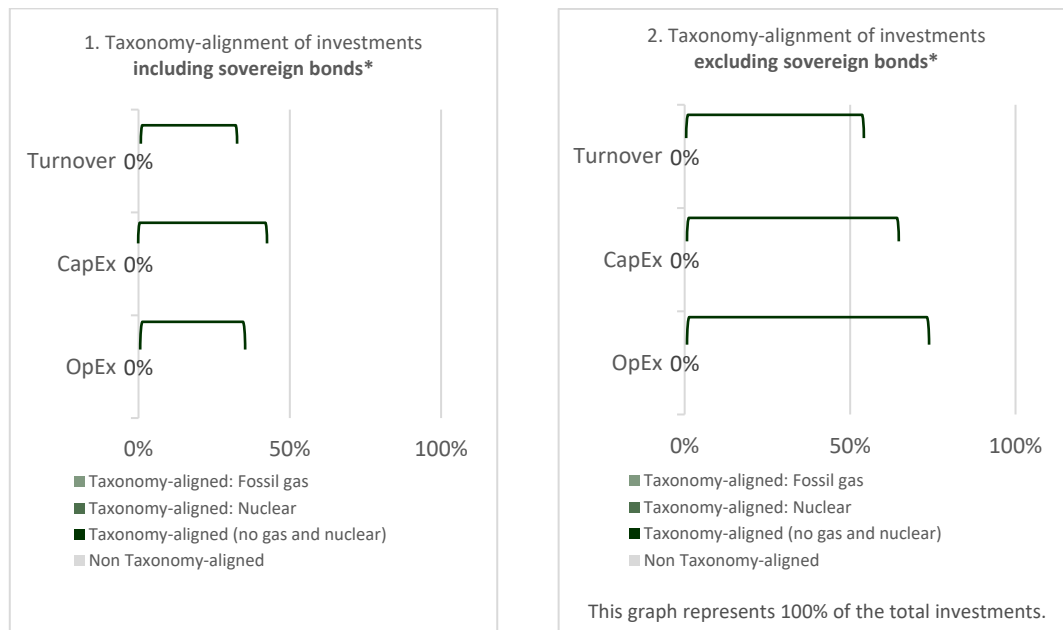 1. Taxonomy-alignment of investments
including sovereign bonds*
Turnover 0%
CapEx 0%
OpEx 0%
0% 50% 100%
Taxonomy-aligned: Fossil gas
Taxonomy-aligned: Nuclear
Taxonomy-aligned (no gas and nuclear)
Non Taxonomy-aligned
2. Taxonomy-alignment of investments
excluding sovereign bonds*
Turnover 0%
CapEx 0%
OpEx 0%
0% 50% 100%
Taxonomy-aligned: Fossil gas
Taxonomy-aligned: Nuclear
Taxonomy-aligned (no gas and nuclear)
Non Taxonomy-aligned
This graph represents 100% of the total investments.